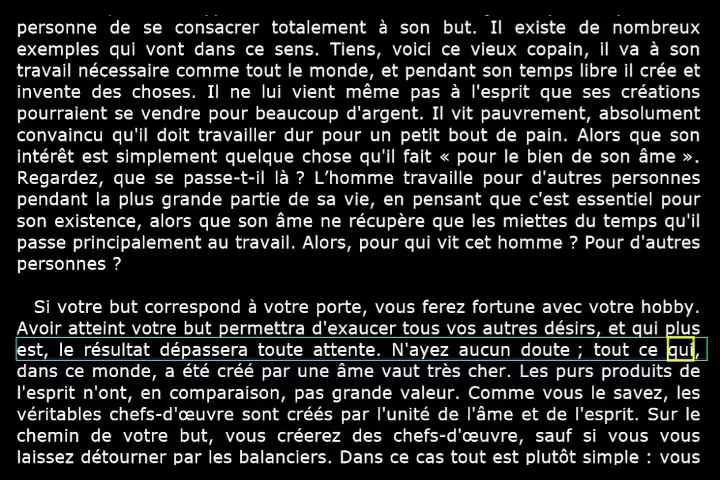 personne de se consacrer totalement à son but. Il existe de nombreux
exemples qui vont dans ce sens. Tiens, voici ce vieux copain, il va à son
travail nécessaire comme tout le monde, et pendant son temps libre il crée et
invente des choses. Il ne lui vient même pas à l'esprit que ses créations
pourraient se vendre pour beaucoup d'argent. Il vit pauvrement, absolument
convaincu qu'il doit travailler dur pour un petit bout de pain. Alors que son
intérêt est simplement quelque chose qu'il fait « pour le bien de son âme ».
Regardez, que se passe-t-il là ? L’homme travaille pour d'autres personnes
pendant la plus grande partie de sa vie, en pensant que c'est essentiel pour
son existence, alors que son âme ne récupère que les miettes du temps qu'il
passe principalement au travail. Alors, pour qui vit cet homme ? Pour d'autres
personnes ?
Si votre but correspond à votre porte, vous ferez fortune avec votre hobby.
Avoir atteint votre but permettra d'exaucer tous vos autres désirs, et qui plus
est, le résultat dépassera toute attente. N'ayez aucun doute ; tout ce qui,
dans ce monde, a été créé par une âme vaut très cher. Les purs produits de
l'esprit n'ont, en comparaison, pas grande valeur. Comme vous le savez, les
véritables chefs-d'œuvre sont créés par l'unité de l'âme et de l'esprit. Sur le
chemin de votre but, vous créerez des chefs-d'œuvre, sauf si vous vous
laissez détourner par les balanciers. Dans ce cas tout est plutôt simple : vous